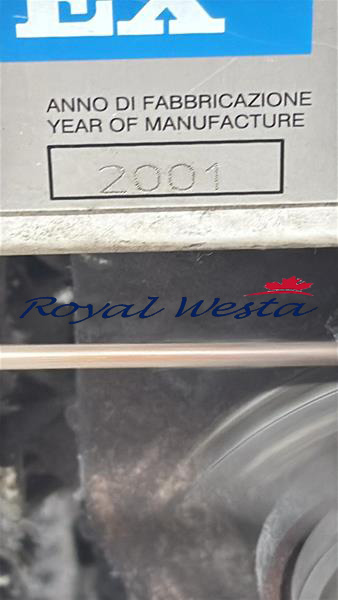 EX
ANNO DI FABBRICAZIONE
YEAR OF MANUFACTURE
2001
Royal Westa